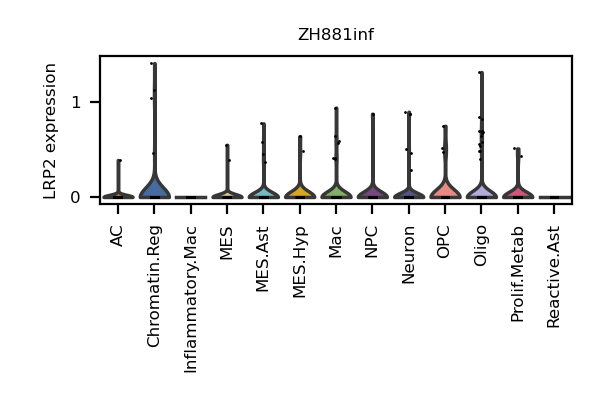 ZH881inf
LRP2 expression
1
0
AC
Chromatin.Reg
Inflammatory.Mac
MES
MES.Ast
MES.Hyp
Mac
NPC
Neuron
OPC
Oligo
Prolif.Metab
Reactive.Ast